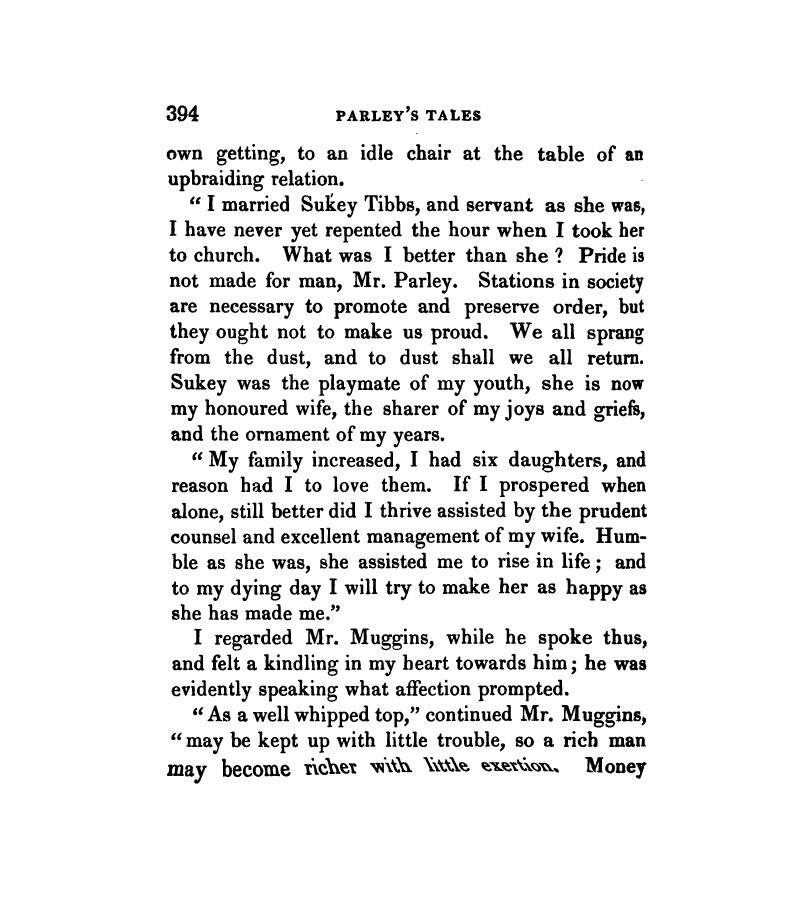 394 PARLEY'S TALES
own getting, to an idle chair at the table of an
upbraiding relation.
“ I married Sukey Tibbs, and servant as she was,
I have never yet repented the hour when I took her
to church. What was I better than she ? Pride is
not made for man, Mr. Parley. Stations in society
are necessary to promote and preserve order, but
they ought not to make us proud. We all sprang
from the dust, and to dust shall we all return.
Sukey was the playmate of my youth, she is now
my honoured wife, the sharer of my joys and griefs,
and the ornament of my years.
“ My family increased, I had six daughters, and
reason had I to love them. If I prospered when
alone, still better did I thrive assisted by the prudent
counsel and excellent management of my wife. Hum-
ble as she was, she assisted me to rise in life ; and
to my dying day I will try to make her as happy as
she has made me.”
I regarded Mr. Muggins, while he spoke thus,
and felt a kindling in my heart towards him ; he was
evidently speaking what affection prompted.
“ As a well whipped top,” continued Mr. Muggins,
“ may be kept up with little trouble, so a rich man
may become richer with little exertion. Money